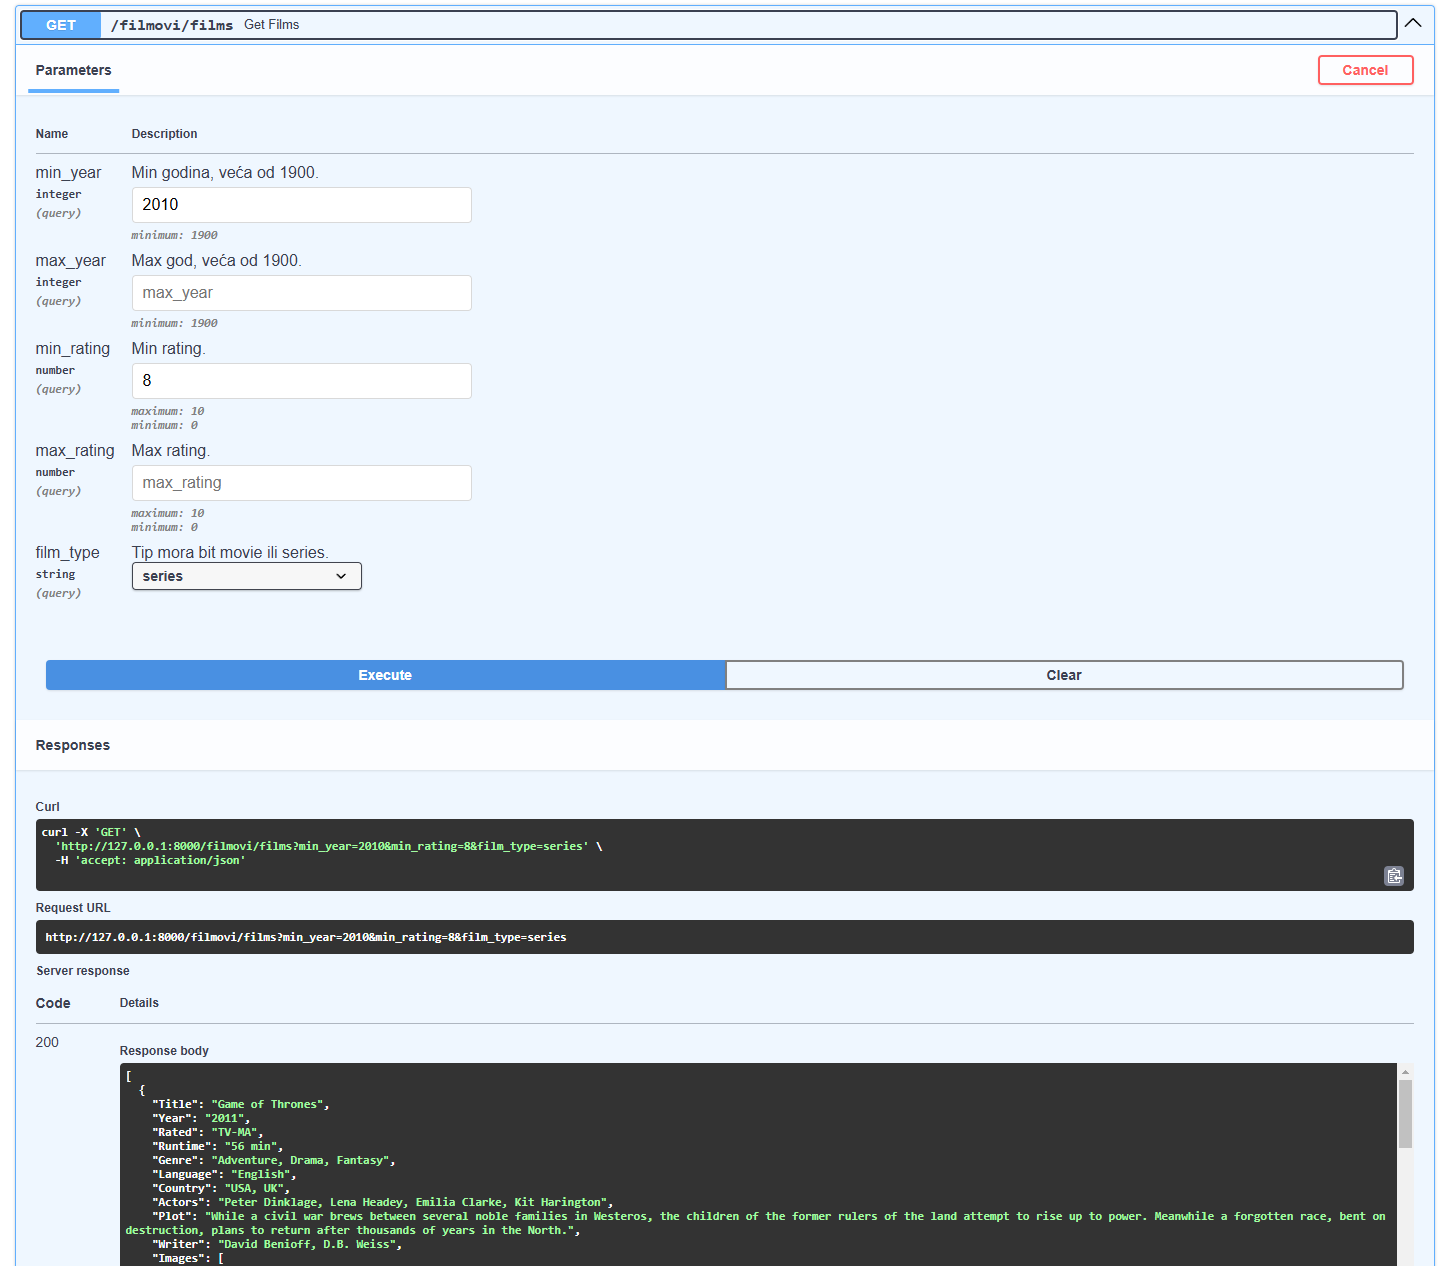 GET /filmovi/films Get Films
Parameters Cancel
Name Description
min_year Min godina, veća od 1900.
integer
(query) 2010
minimum: 1900
max_year Max god, veća od 1900.
integer
(query) max_year
minimum: 1900
min_rating Min rating.
number
(query) 8
maximum: 10
minimum: 0
max_rating Max rating.
number
(query) max_rating
maximum: 10
minimum: 0
film_type Tip mora bit movie ili series.
string series
(query)
Execute Clear
Responses
Curl
curl -X 'GET' \
'http://127.0.0.1:8000/filmovi/films?min_year=2010&min_rating=8&film_type=series' \
-H 'accept: application/json'
Request URL
http://127.0.0.1:8000/filmovi/films?min_year=2010&min_rating=8&film_type=series
Server response
Code Details
200
Response body
[
{
"Title": "Game of Thrones",
"Year": "2011",
"Rated": "TV-MA",
"Runtime": "56 min",
"Genre": "Adventure, Drama, Fantasy",
"Language": "English",
"Country": "USA, UK",
"Actors": "Peter Dinklage, Lena Headey, Emilia Clarke, Kit Harington",
"Plot": "While a civil war brews between several noble families in Westeros, the children of the former rulers of the land attempt to rise up to power. Meanwhile a forgotten race, bent on
destruction, plans to return after thousands of years in the North.",
"Writer": "David Benioff, D.B. Weiss",
"Images": [